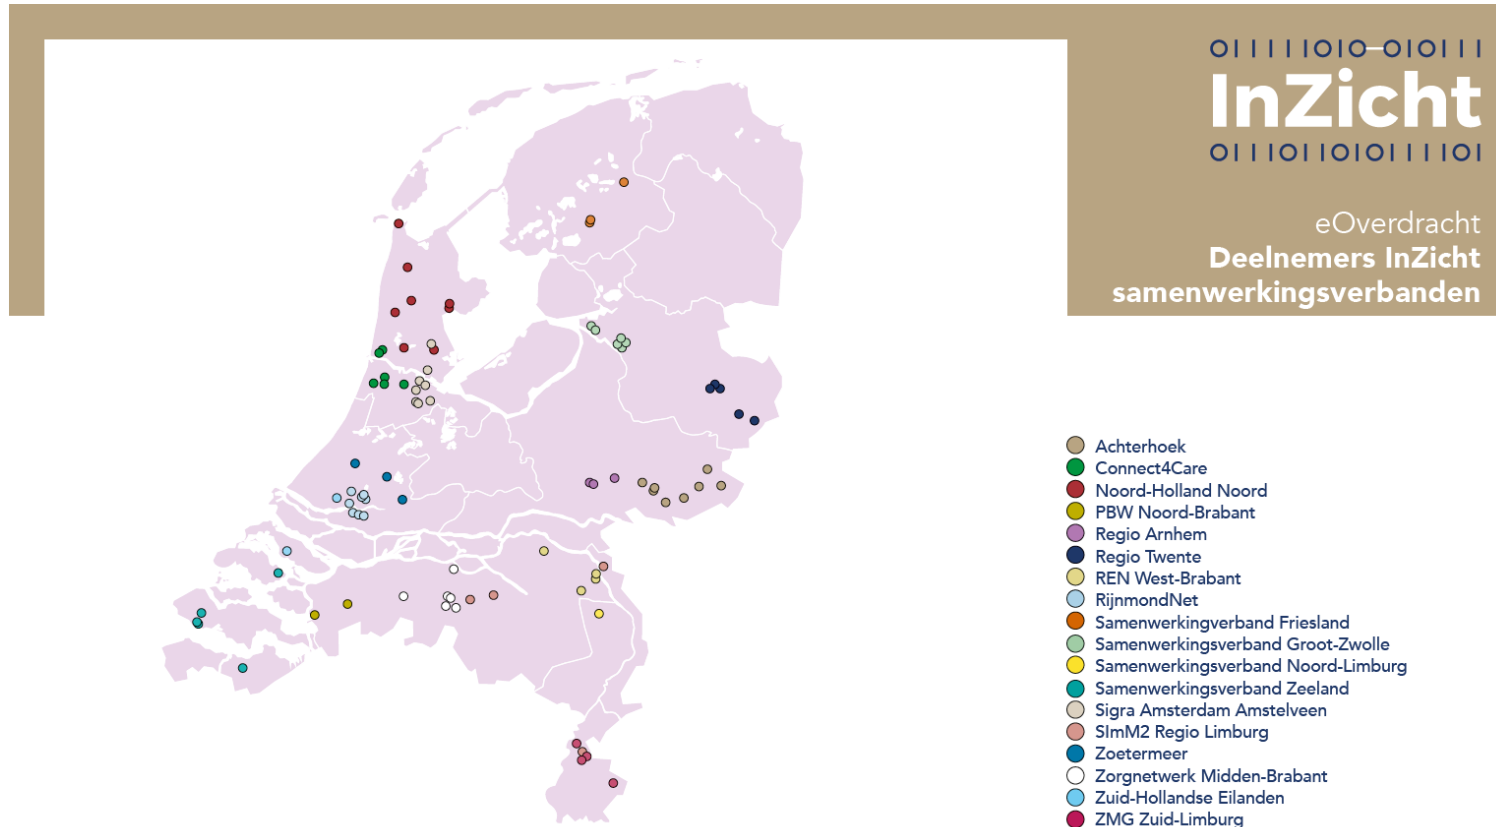 OIIIIIOIO–OIOIII
InZicht
OIIIOIIOIOIIIIOI
eOverdracht
Deelnemers InZicht
samenwerkingsverbanden
Achterhoek
Connect4Care
Noord-Holland Noord
PBW Noord-Brabant
Regio Arnhem
Regio Twente
REN West-Brabant
RijnmondNet
Samenwerkingverband Friesland
Samenwerkingsverband Groot-Zwolle
Samenwerkingsverband Noord-Limburg
Samenwerkingsverband Zeeland
Sigra Amsterdam Amstelveen
SImM2 Regio Limburg
Zoetermeer
Zorgnetwerk Midden-Brabant
Zuid-Hollandse Eilanden
ZMG Zuid-Limburg